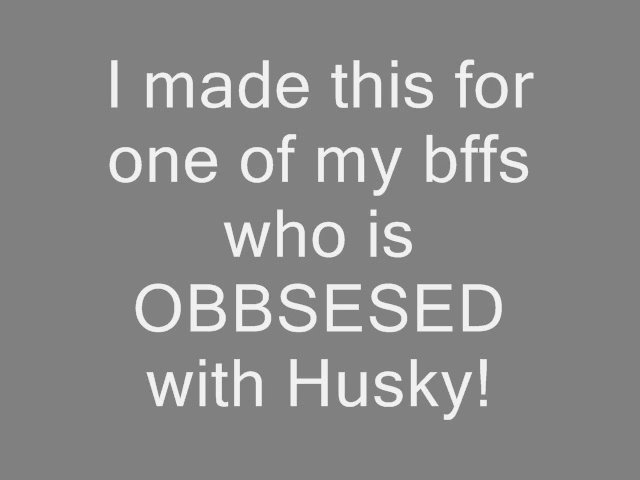 I made this for
one of my bffs
who is
OBBSESED
with Husky!